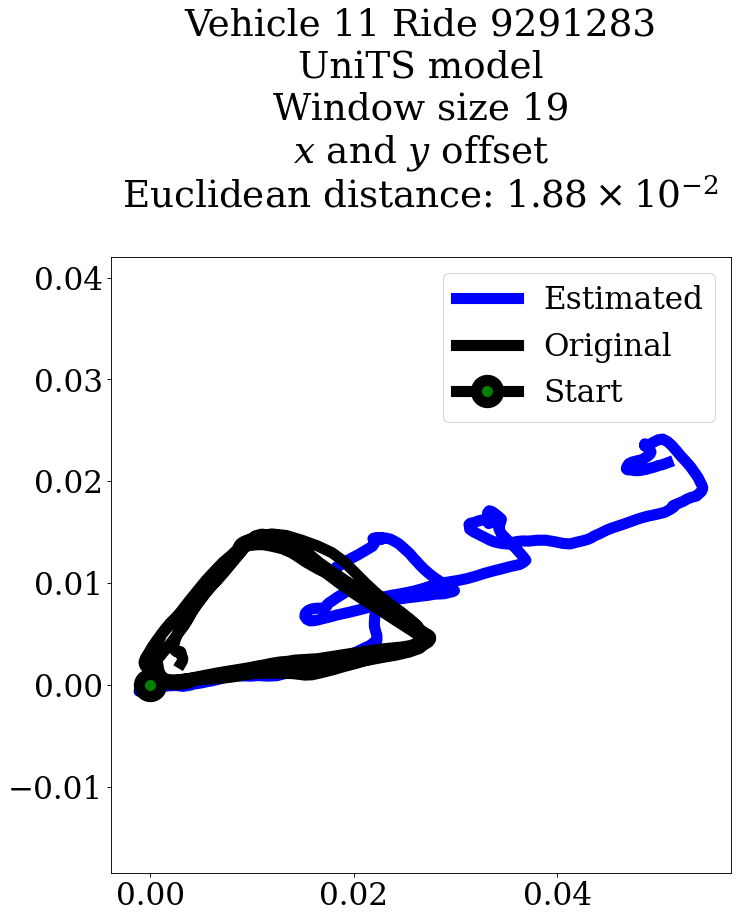 Vehicle 11 Ride 9291283
UniTS model
Window size 19
x and y offset
Euclidean distance: 1.88 × 10⁻²
Estimated
Original
Start
0.04
0.03
0.02
0.01
0.00
−0.01
0.00 0.02 0.04